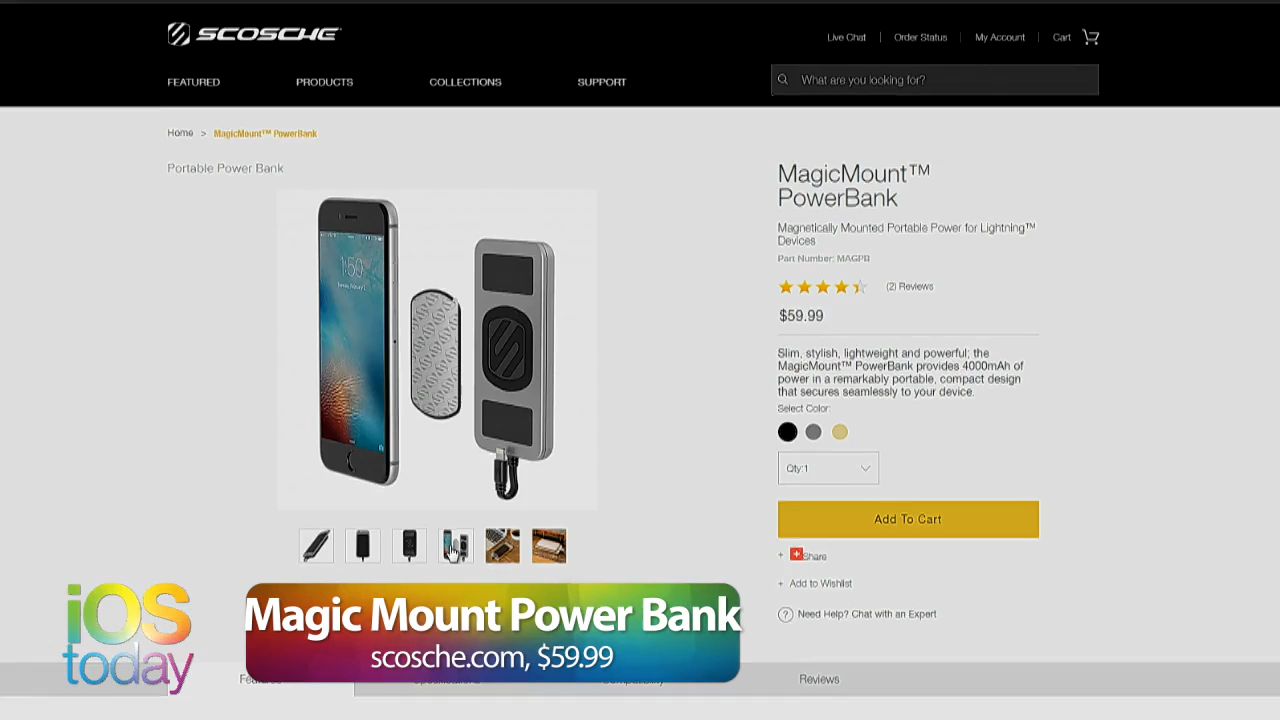 SCOSCHE
Live Chat
Order Status
My Account
Cart
FEATURED
PRODUCTS
COLLECTIONS
SUPPORT
What are you looking for?
Home > MagicMount™ PowerBank
Portable Power Bank
1:50
MagicMount™
PowerBank
Magnetically Mounted Portable Power for Lightning™
Devices
Part Number: MAGPB
(2) Reviews
$59.99
Slim, stylish, lightweight and powerful; the
MagicMount™ PowerBank provides 4000mAh of
power in a remarkably portable, compact design
that secures seamlessly to your device.
Select Color:
Qty:1
Add To Cart
+ Share
+ Add to Wishlist
? Need Help? Chat with an Expert
iOS
today
Magic Mount Power Bank
scosche.com, $59.99
Reviews